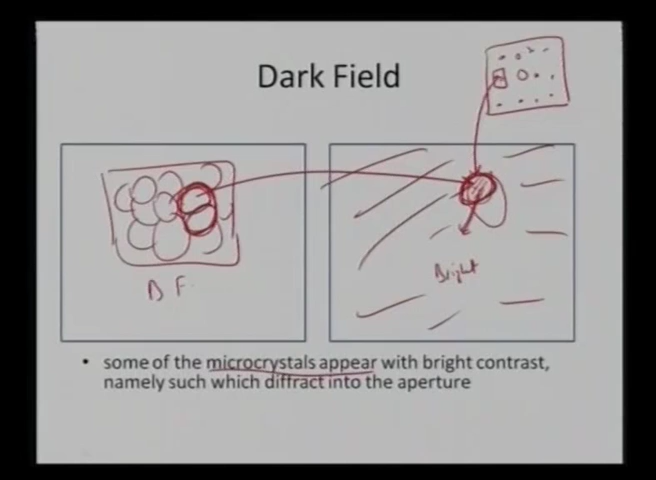 Dark Field
B F.
Bright
• some of the microcrystals appear with bright contrast,
namely such which diffract into the aperture